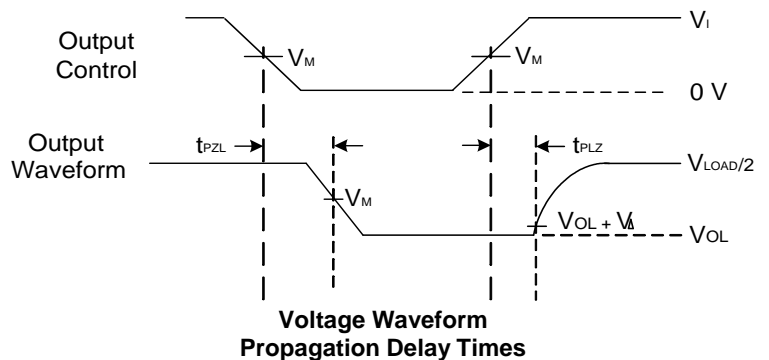 Output
Control
VM
VM
VI
0 V
Output
Waveform
tPZL
tPLZ
VLOAD/2
VM
VOL + VΔ
VOL
Voltage Waveform
Propagation Delay Times